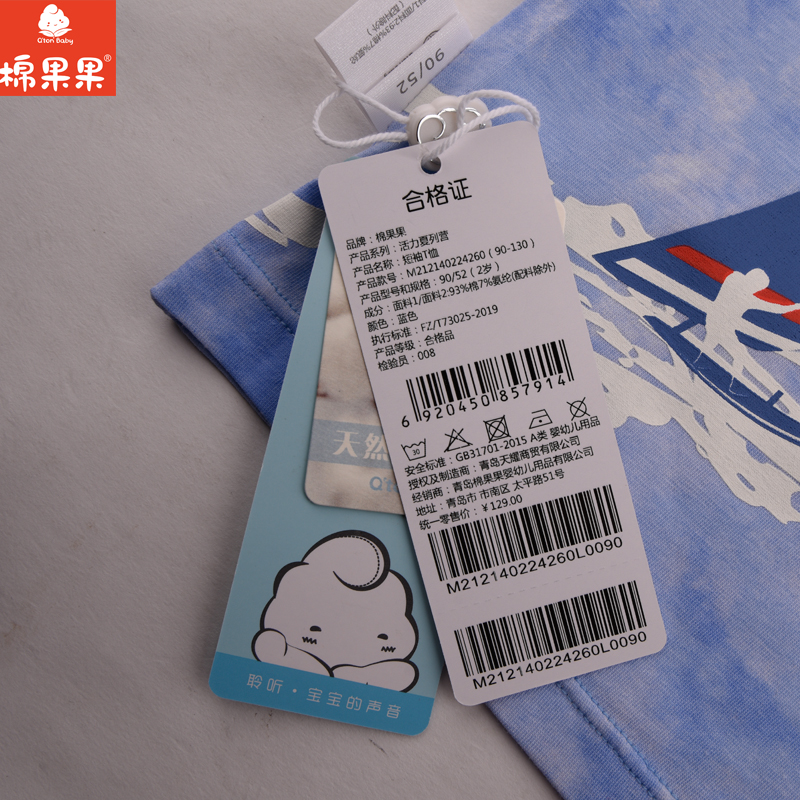 Q'ton Baby
棉果果®
90/52
合格证
品牌：棉果果
产品系列：活力夏列营
产品名称：短袖T恤
产品款号：M212140224260（90-130）
产品型号和规格：90/52（2岁）
成分：面料1/面料2:93%棉7%氨纶(配料除外)
颜色：蓝色
执行标准：FZ/T73025-2019
产品等级：合格品
检验员：008
6 920450 857914
30
安全标准：GB31701-2015 A类 婴幼儿用品
授权及制造商：青岛天耀商贸有限公司
经销商：青岛棉果果婴幼儿用品有限公司
地址：青岛市 市南区 太平路51号
统一零售价：￥129.00
M212140224260L0090
M212140224260L0090
天然
Q't
聆听·宝宝的声音